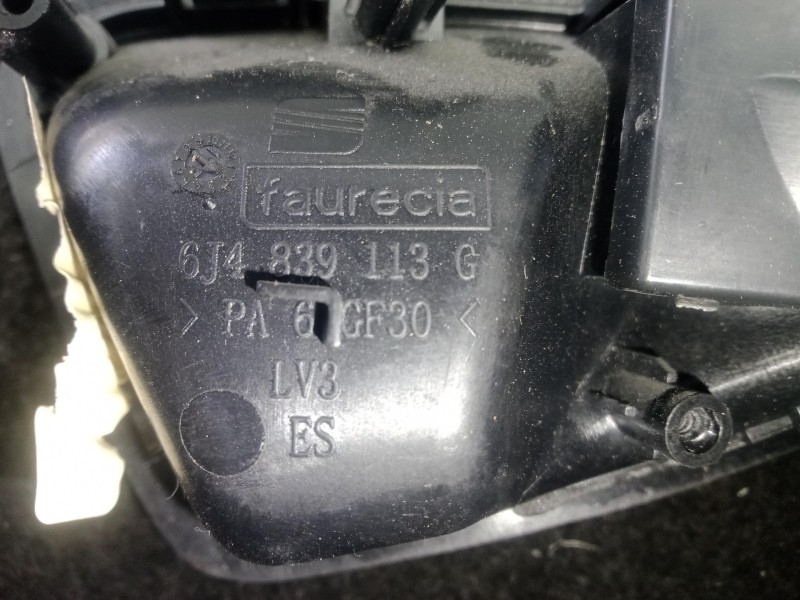 faurecia
6J4 839 113 G
> PA 6 GF30 <
LV3
ES